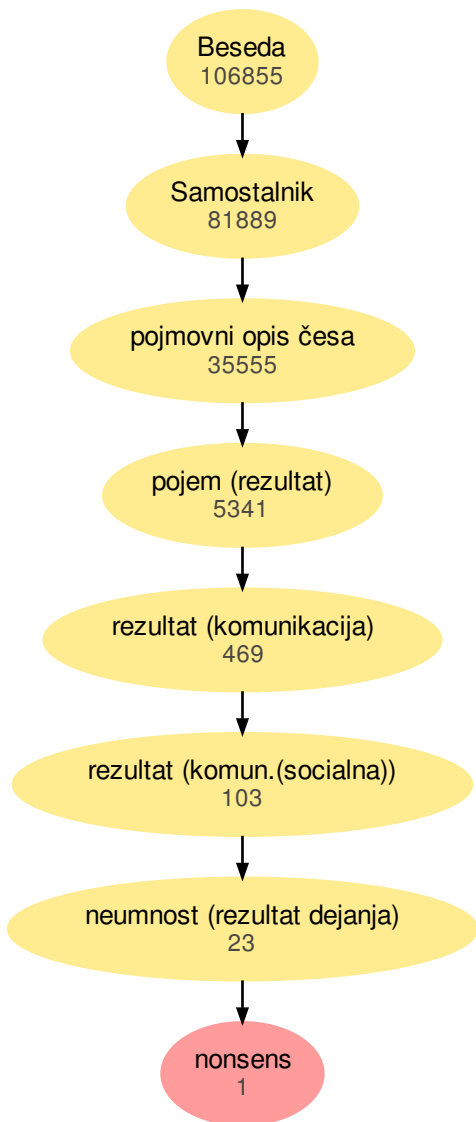 Beseda
106855
Samostalnik
81889
pojmovni opis česa
35555
pojem (rezultat)
5341
rezultat (komunikacija)
469
rezultat (komun.(socialna))
103
neumnost (rezultat dejanja)
23
nonsens
1